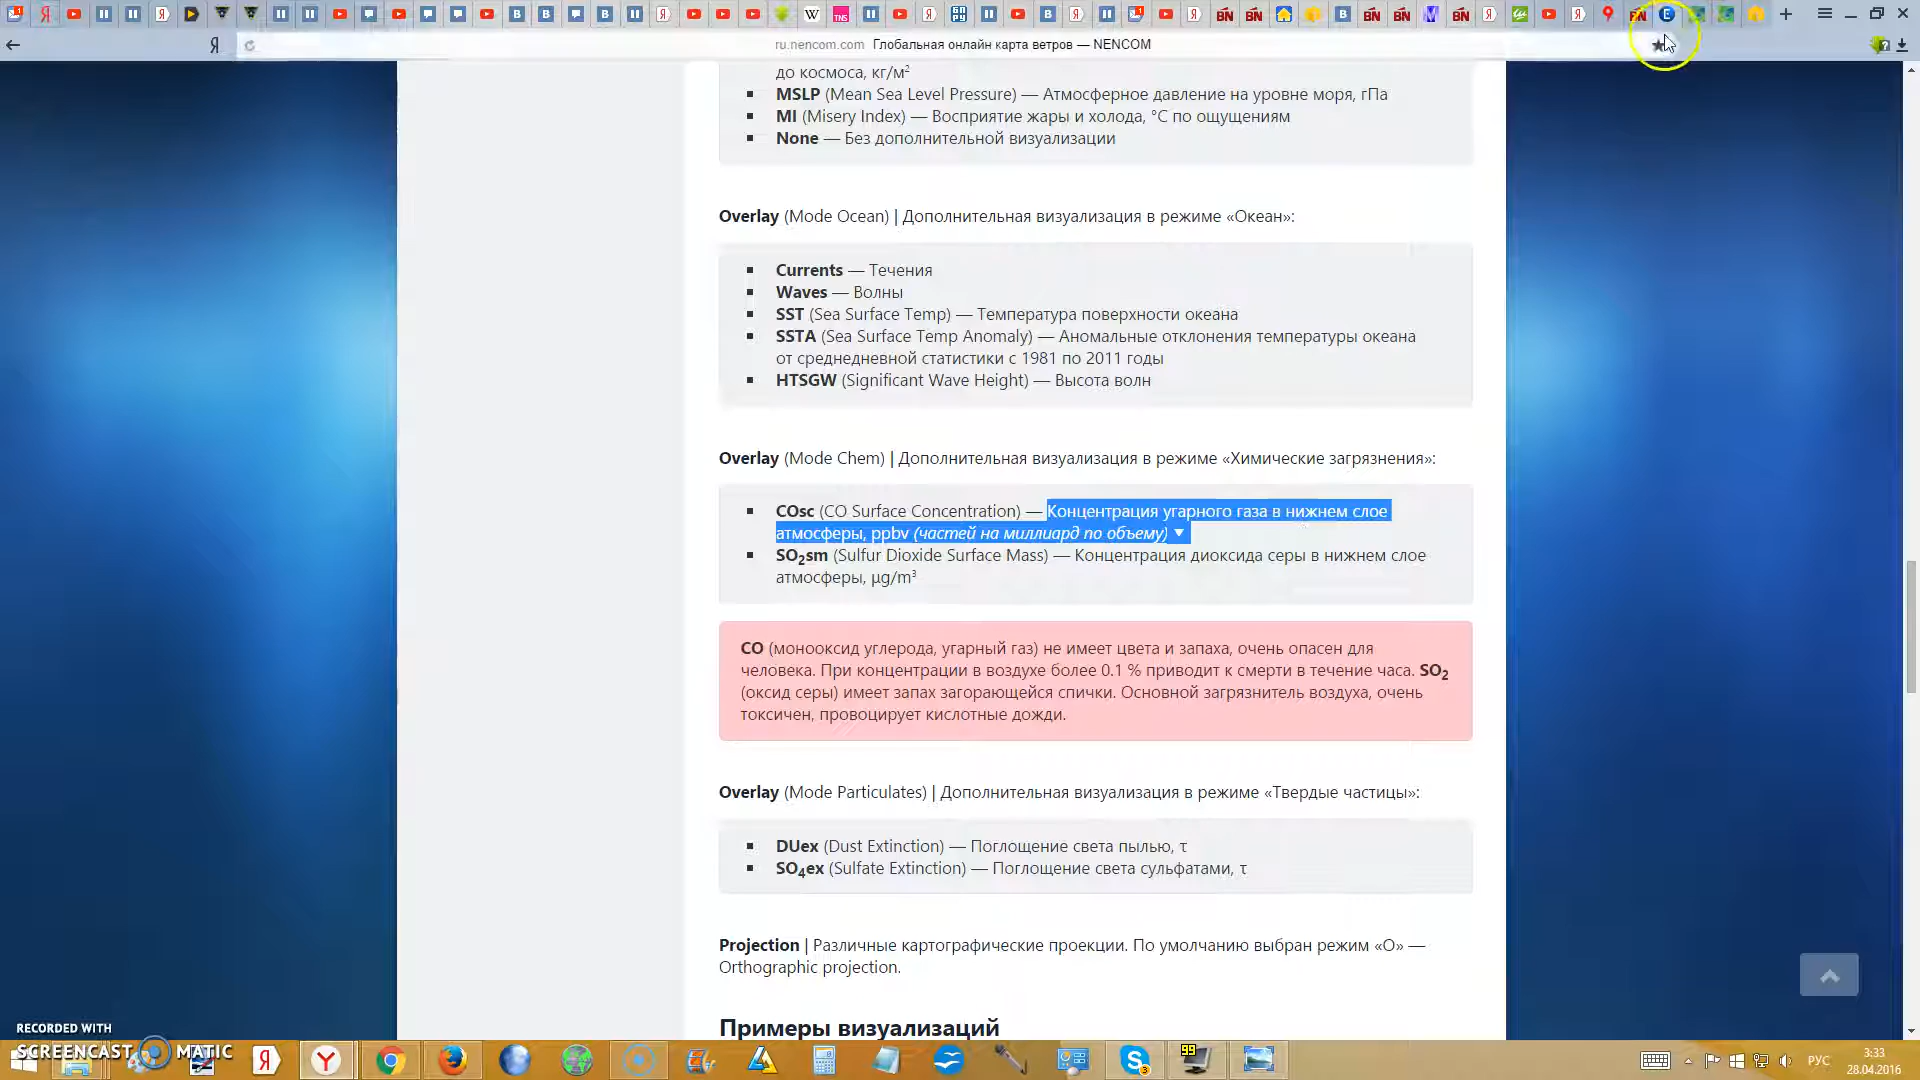 ru.nencom.com Глобальная онлайн карта ветров — NENCOM
до космоса, кг/м²
MSLP (Mean Sea Level Pressure) — Атмосферное давление на уровне моря, гПа
MI (Misery Index) — Восприятие жары и холода, °C по ощущениям
None — Без дополнительной визуализации
Overlay (Mode Ocean) | Дополнительная визуализация в режиме «Океан»:
Currents — Течения
Waves — Волны
SST (Sea Surface Temp) — Температура поверхности океана
SSTA (Sea Surface Temp Anomaly) — Аномальные отклонения температуры океана
от среднедневной статистики с 1981 по 2011 годы
HTSGW (Significant Wave Height) — Высота волн
Overlay (Mode Chem) | Дополнительная визуализация в режиме «Химические загрязнения»:
COsc (CO Surface Concentration) — Концентрация угарного газа в нижнем слое
атмосферы, ppbv (частей на миллиард по объему)
SO₂sm (Sulfur Dioxide Surface Mass) — Концентрация диоксида серы в нижнем слое
атмосферы, µg/m³
CO (монооксид углерода, угарный газ) не имеет цвета и запаха, очень опасен для
человека. При концентрации в воздухе более 0.1 % приводит к смерти в течение часа. SO₂
(оксид серы) имеет запах загорающейся спички. Основной загрязнитель воздуха, очень
токсичен, провоцирует кислотные дожди.
Overlay (Mode Particulates) | Дополнительная визуализация в режиме «Твердые частицы»:
DUex (Dust Extinction) — Поглощение света пылью, τ
SO₄ex (Sulfate Extinction) — Поглощение света сульфатами, τ
Projection | Различные картографические проекции. По умолчанию выбран режим «O» —
Orthographic projection.
Примеры визуализаций
RECORDED WITH
SCREENCAST MATIC
РУС
3:33
28.04.2016